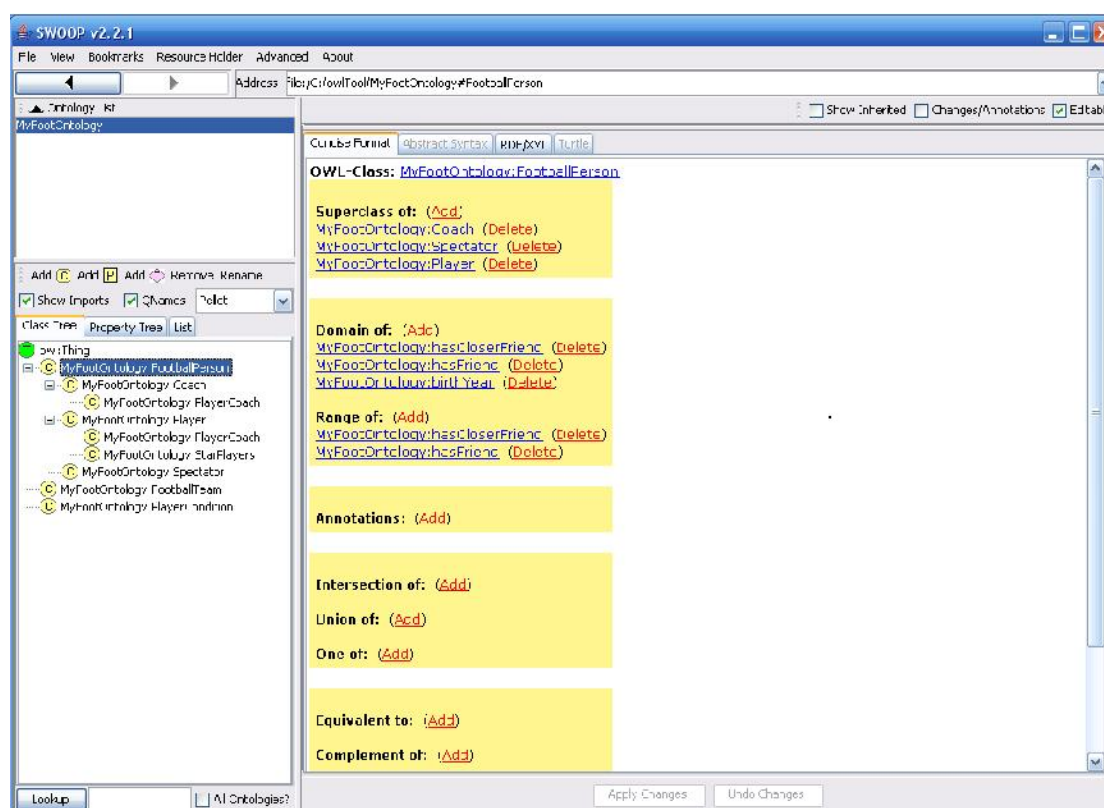 SWOOP v2.2.1
File View Bookmarks Resource Holder Advanced About
Address File:/C:/owlTool/MyFootOntology#FootballPerson
Ontology List
Show Inherited Changes/Annotations Editab
MyFootOntology
Concise Format Abstract Syntax RDF/XML Turtle
OWL-Class: MyFootOntology:FootballPerson
Superclass of: (Add)
MyFootOntology:Coach (Delete)
MyFootOntology:Spectator (Delete)
MyFootOntology:Player (Delete)
Domain of: (Add)
MyFootOntology:hasCloserFriend (Delete)
MyFootOntology:hasFriend (Delete)
MyFootOntology:birthYear (Delete)
Range of: (Add)
MyFootOntology:hasCloserFriend (Delete)
MyFootOntology:hasFriend (Delete)
Annotations: (Add)
Intersection of: (Add)
Union of: (Add)
One of: (Add)
Equivalent to: (Add)
Complement of: (Add)
Add C Add P Add Remove Rename
Show Imports QNames Pellet
Class Tree Property Tree List
owl:Thing
C MyFootOntology:FootballPerson
C MyFootOntology:Coach
C MyFootOntology:PlayerCoach
C MyFootOntology:Player
C MyFootOntology:PlayerCoach
C MyFootOntology:StarPlayers
C MyFootOntology:Spectator
C MyFootOntology:FootballTeam
C MyFootOntology:PlayerCondition
Lookup All Ontologies?
Apply Changes Undo Changes